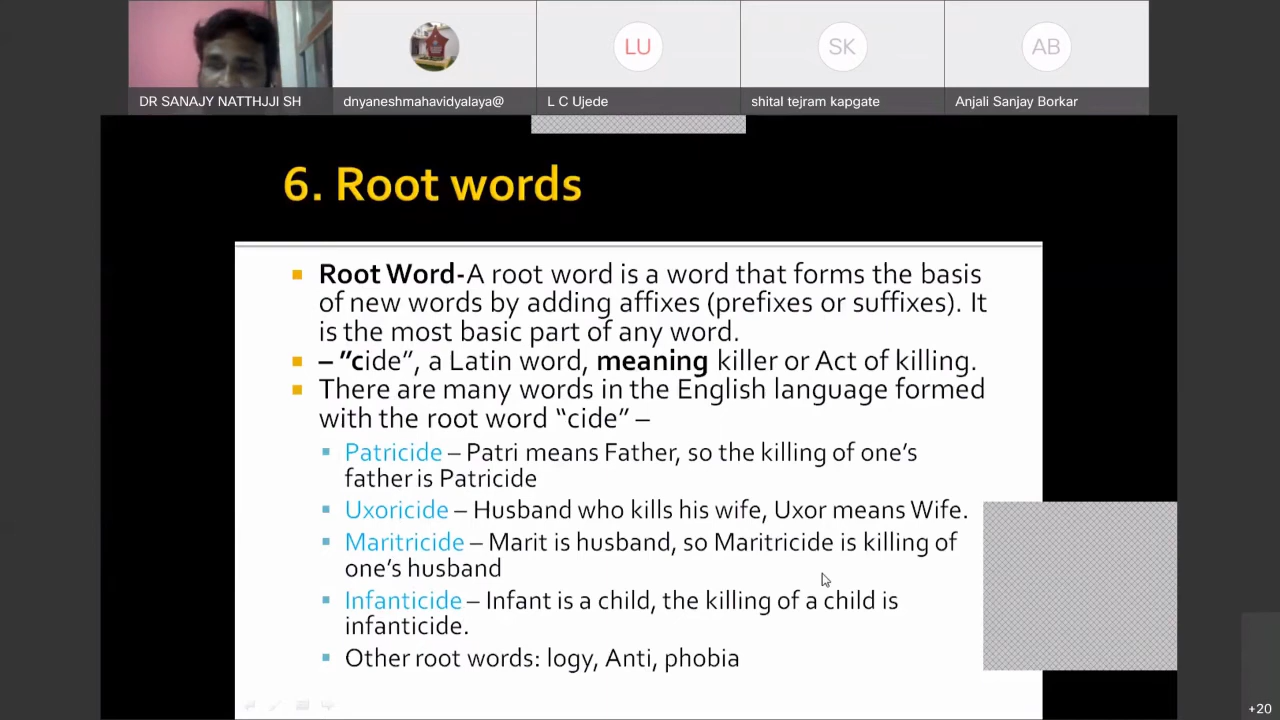 LU
SK
AB
DR SANAJY NATTHJJI SH
dnyaneshmahavidyalaya@
L C Ujede
shital tejram kapgate
Anjali Sanjay Borkar
6. Root words
Root Word-A root word is a word that forms the basis
of new words by adding affixes (prefixes or suffixes). It
is the most basic part of any word.
– ”cide”, a Latin word, meaning killer or Act of killing.
There are many words in the English language formed
with the root word “cide” –
Patricide – Patri means Father, so the killing of one’s
father is Patricide
Uxoricide – Husband who kills his wife, Uxor means Wife.
Maritricide – Marit is husband, so Maritricide is killing of
one’s husband
Infanticide – Infant is a child, the killing of a child is
infanticide.
Other root words: logy, Anti, phobia
+20